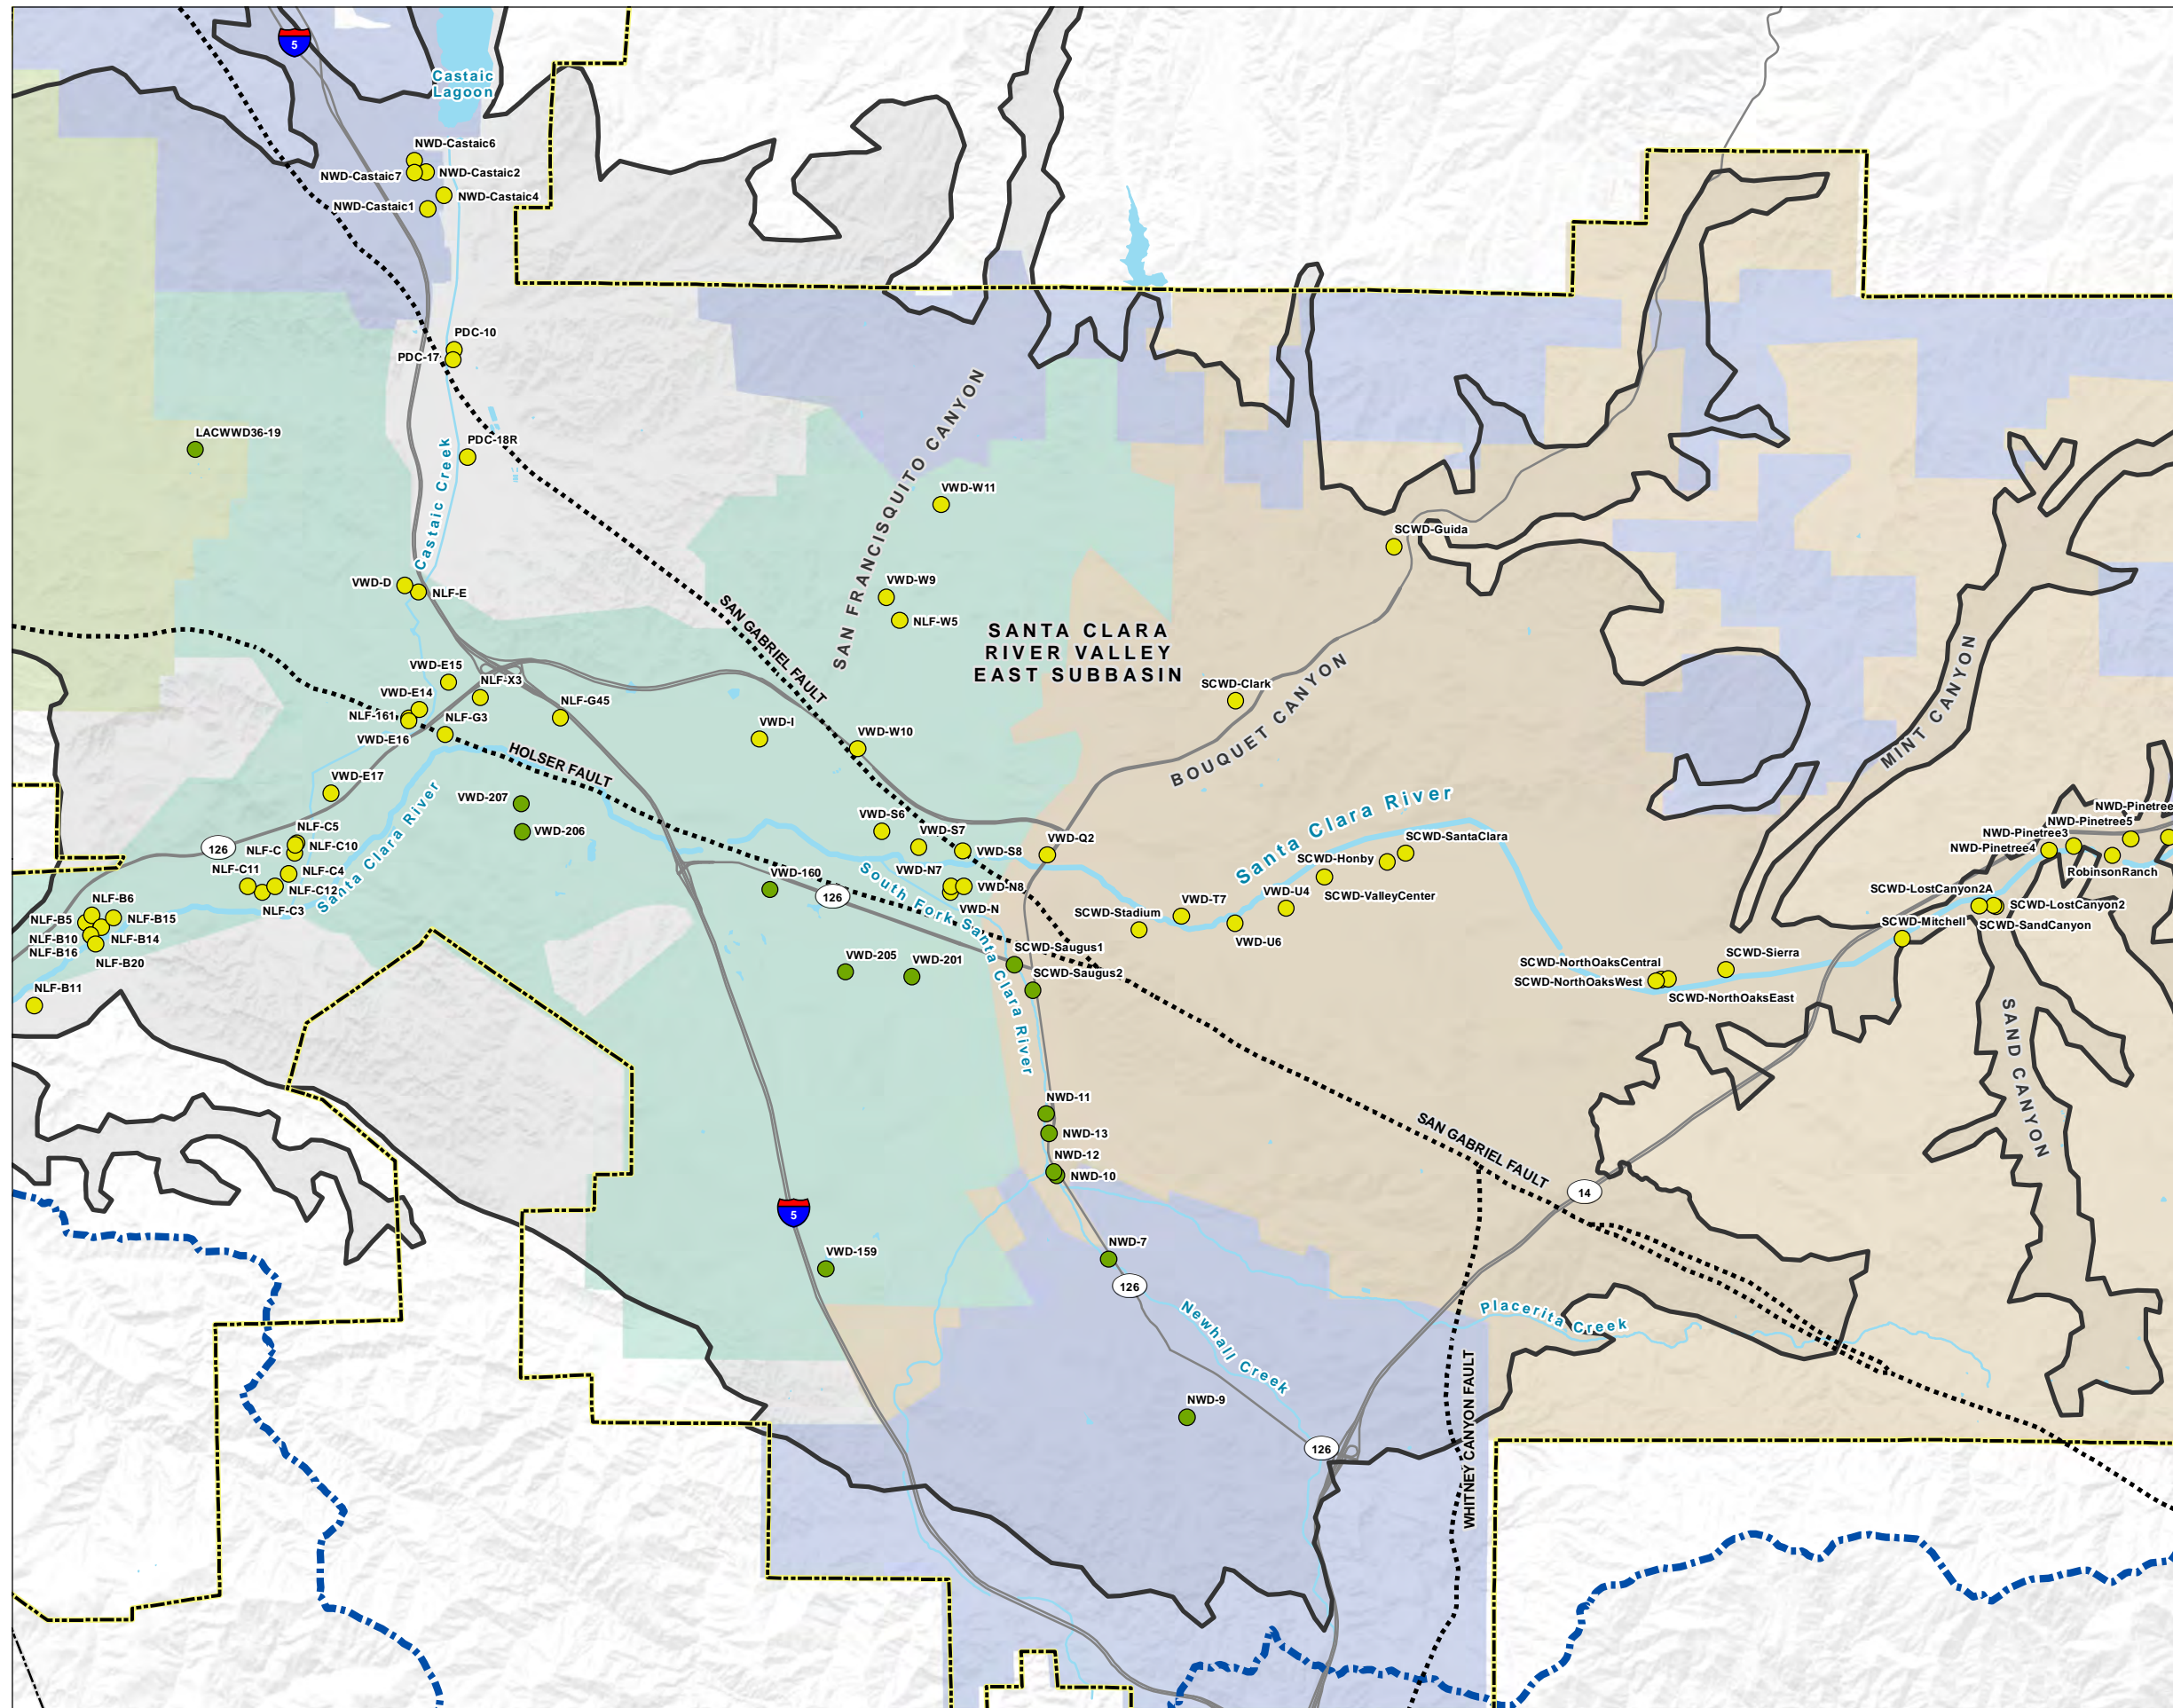 5
Castaic
Lagoon
NWD-Castaic6
NWD-Castaic7
NWD-Castaic2
NWD-Castaic4
NWD-Castaic1
PDC-10
PDC-17
LACWWD36-19
PDC-18R
Castaic Creek
SAN FRANCISQUITO CANYON
VWD-W11
SCWD-Guida
VWD-D
NLF-E
VWD-W9
NLF-W5
SAN GABRIEL FAULT
SANTA CLARA
RIVER VALLEY
EAST SUBBASIN
VWD-E15
NLF-X3
VWD-E14
NLF-161
NLF-G3
VWD-E16
NLF-G45
VWD-I
VWD-W10
SCWD-Clark
BOUQUET CANYON
MINT CANYON
HOLSER FAULT
VWD-E17
VWD-207
VWD-206
Santa Clara River
126
NLF-C5
NLF-C
NLF-C10
NLF-C11
NLF-C4
NLF-C12
NLF-C3
VWD-S6
VWD-S7
VWD-S8
VWD-Q2
Santa Clara River
SCWD-SantaClara
SCWD-Honby
SCWD-ValleyCenter
NWD-Pinetree
NWD-Pinetree5
NWD-Pinetree3
NWD-Pinetree4
RobinsonRanch
NLF-B6
NLF-B5
NLF-B15
NLF-B10
NLF-B14
NLF-B16
NLF-B20
NLF-B11
VWD-160
126
South Fork Santa Clara River
VWD-N7
VWD-N8
VWD-N
SCWD-Stadium
VWD-T7
VWD-U4
VWD-U6
SCWD-LostCanyon2A
SCWD-LostCanyon2
SCWD-Mitchell
SCWD-SandCanyon
VWD-205
VWD-201
SCWD-Saugus1
SCWD-Saugus2
SCWD-NorthOaksCentral
SCWD-NorthOaksWest
SCWD-NorthOaksEast
SCWD-Sierra
SAND CANYON
NWD-11
NWD-13
NWD-12
NWD-10
SAN GABRIEL FAULT
14
5
VWD-159
NWD-7
126
Newhall Creek
Placerita Creek
NWD-9
126
WHITNEY CANYON FAULT